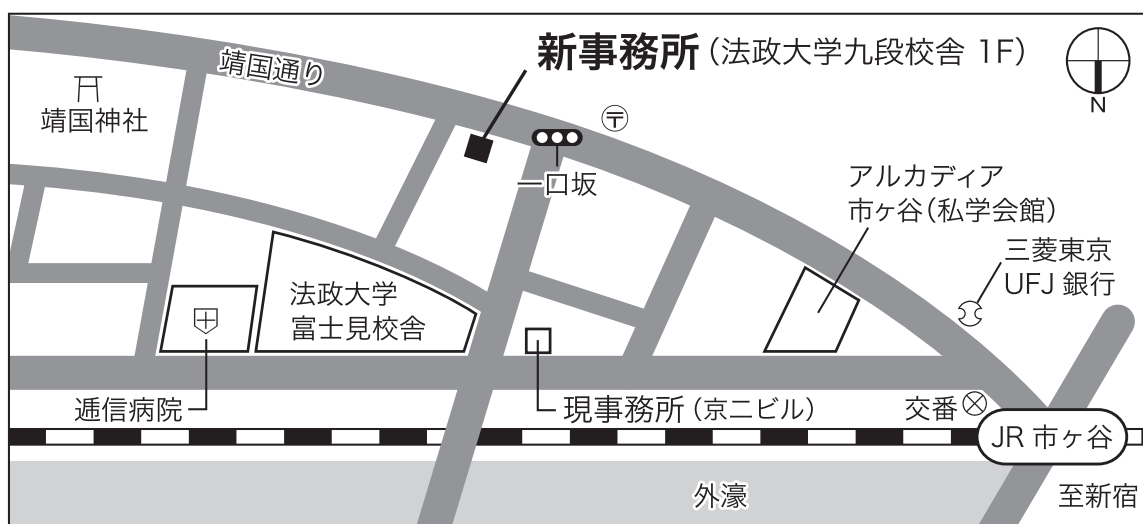 新事務所（法政大学九段校舎 1F）
靖国通り
N
靖国神社
〒
一口坂
アルカディア
市ヶ谷（私学会館）
三菱東京
UFJ 銀行
法政大学
富士見校舎
逓信病院
現事務所（京二ビル）
交番
JR 市ヶ谷
外濠
至新宿